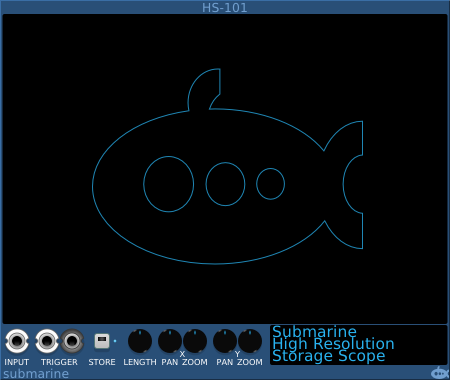 HS-101
Submarine
High Resolution
Storage Scope
X
Y
INPUT TRIGGER STORE LENGTH PAN ZOOM PAN ZOOM
submarine